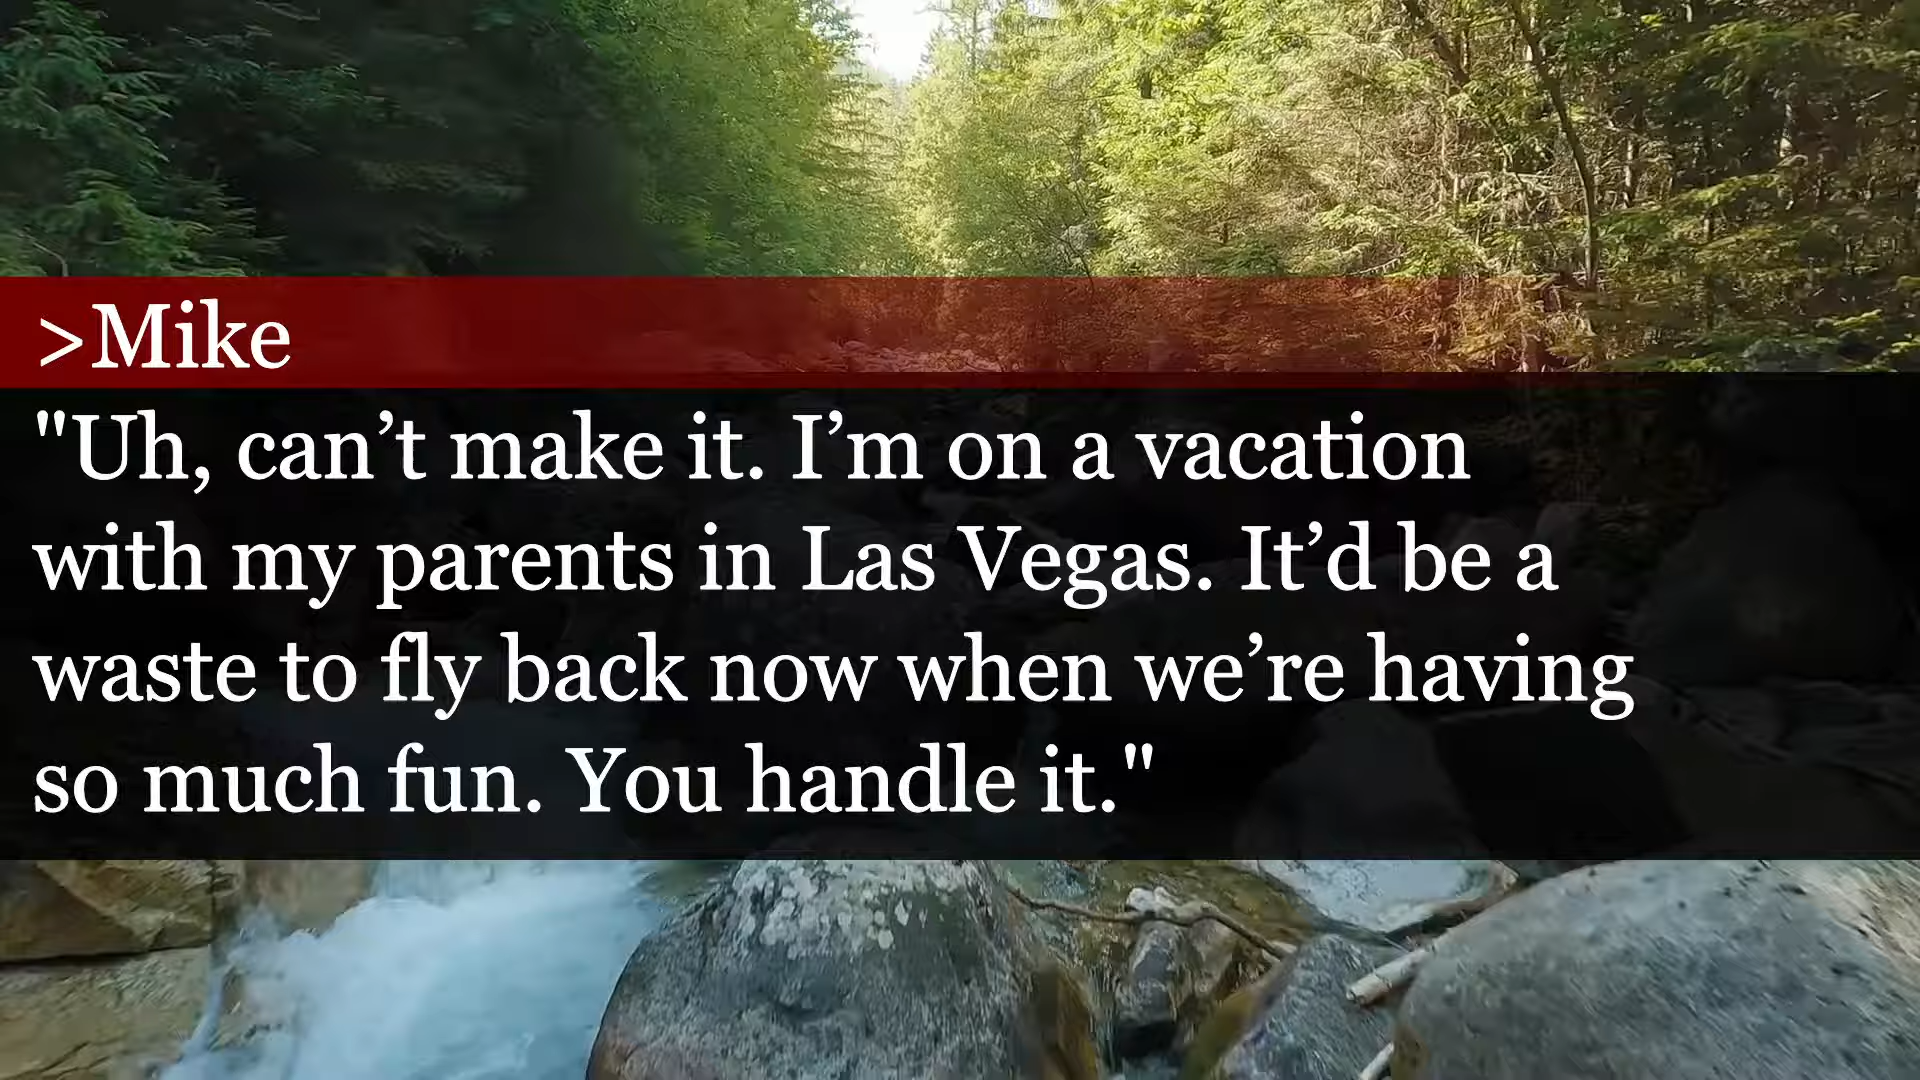 >Mike
"Uh, can’t make it. I’m on a vacation
with my parents in Las Vegas. It’d be a
waste to fly back now when we’re having
so much fun. You handle it."